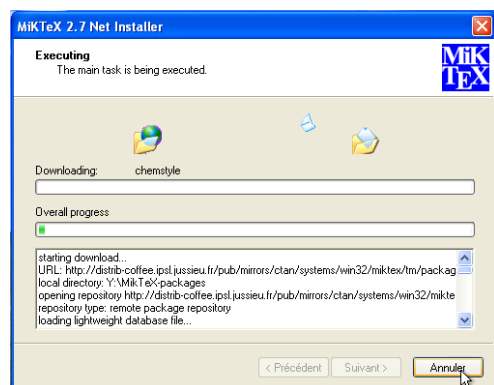 MiKTeX 2.7 Net Installer
Executing
The main task is being executed.
MiK
TEX
Downloading: chemstyle
Overall progress
starting download...
URL: http://distrib-coffee.ipsl.jussieu.fr/pub/mirrors/ctan/systems/win32/miktex/tm/packag
local directory: Y:\MikTeX-packages
opening repository http://distrib-coffee.ipsl.jussieu.fr/pub/mirrors/ctan/systems/win32/mikte
repository type: remote package repository
loading lightweight database file...
< Précédent Suivant > Annuler